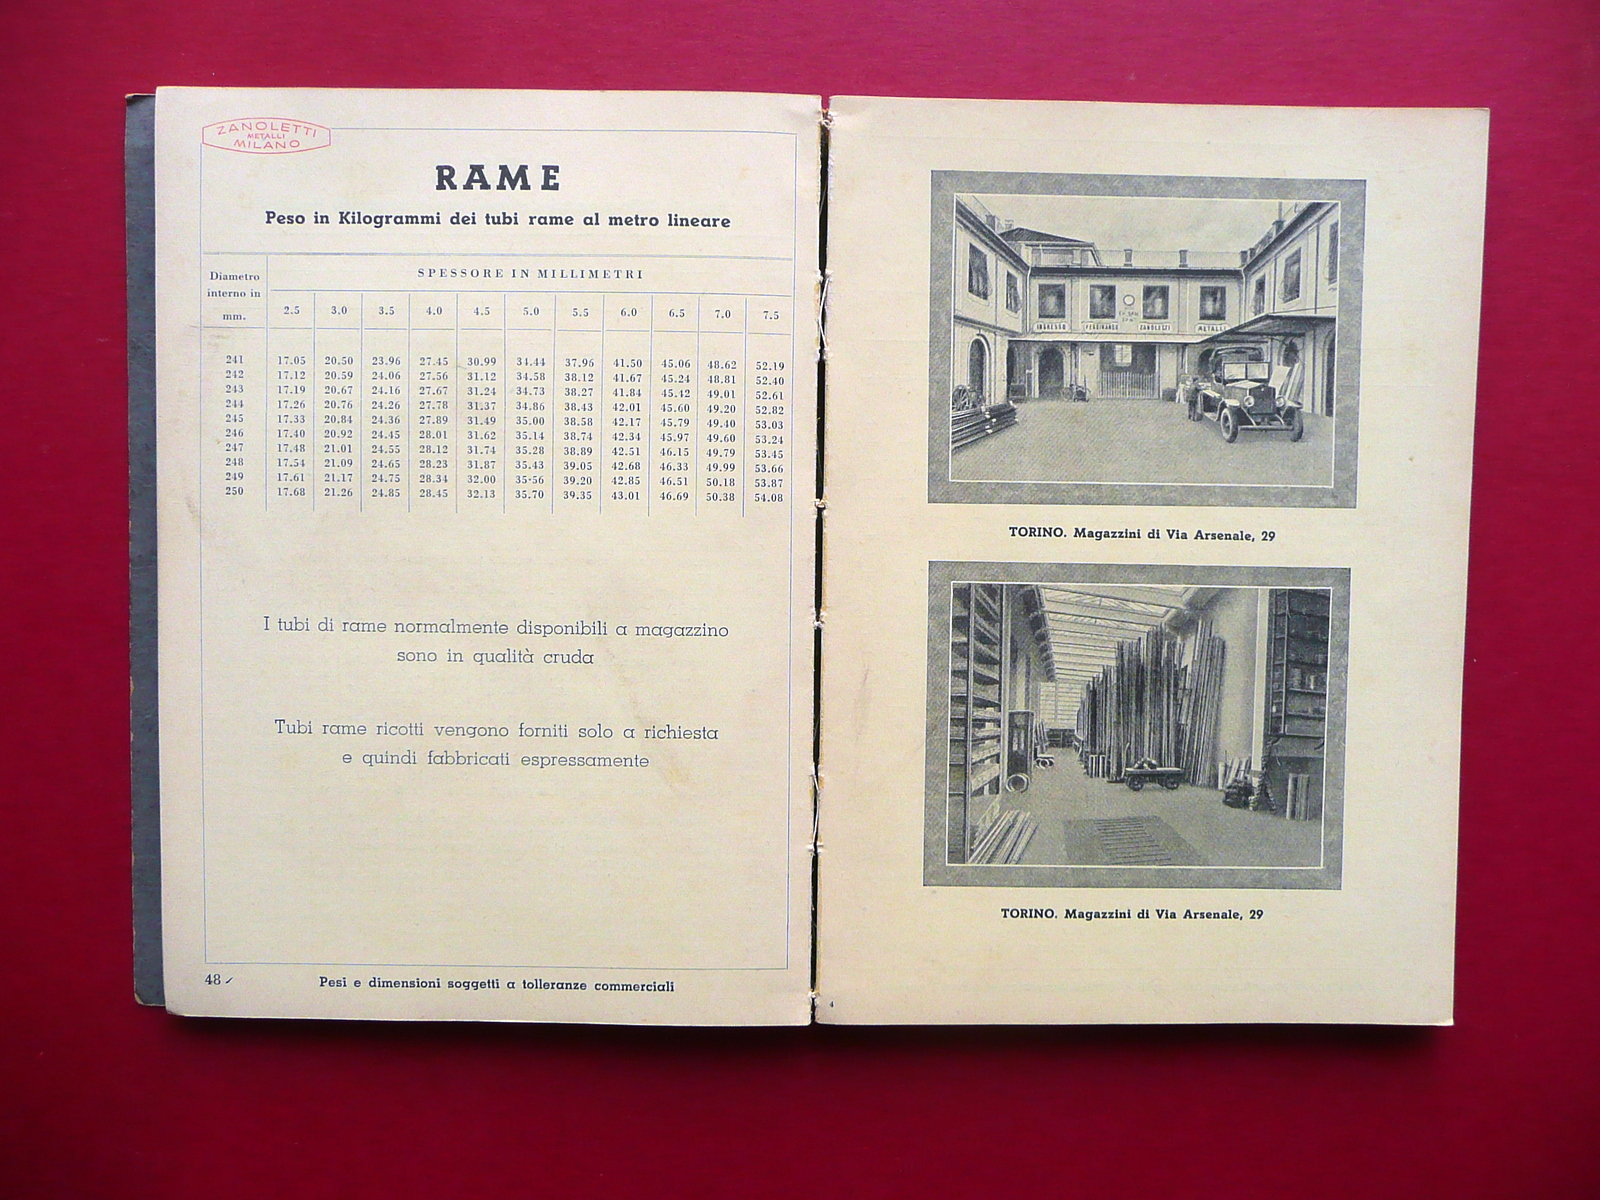 ZANOLETTI
METALLI
MILANO
RAME
Peso in Kilogrammi dei tubi rame al metro lineare
Diametro interno in mm.
SPESSORE IN MILLIMETRI
2.5 3.0 3.5 4.0 4.5 5.0 5.5 6.0 6.5 7.0 7.5
241 17.05 20.50 23.96 27.45 30.99 34.44 37.96 41.50 45.06 48.62 52.19
242 17.12 20.59 24.06 27.56 31.12 34.58 38.12 41.67 45.24 48.81 52.40
243 17.19 20.67 24.16 27.67 31.24 34.73 38.27 41.84 45.42 49.01 52.61
244 17.26 20.76 24.26 27.78 31.37 34.86 38.43 42.01 45.60 49.20 52.82
245 17.33 20.84 24.36 27.89 31.49 35.00 38.58 42.17 45.79 49.40 53.03
246 17.40 20.92 24.45 28.01 31.62 35.14 38.74 42.34 45.97 49.60 53.24
247 17.48 21.01 24.55 28.12 31.74 35.28 38.89 42.51 46.15 49.79 53.45
248 17.54 21.09 24.65 28.23 31.87 35.43 39.05 42.68 46.33 49.99 53.66
249 17.61 21.17 24.75 28.34 32.00 35.56 39.20 42.85 46.51 50.18 53.87
250 17.68 21.26 24.85 28.45 32.13 35.70 39.35 43.01 46.69 50.38 54.08
I tubi di rame normalmente disponibili a magazzino
sono in qualità cruda
Tubi rame ricotti vengono forniti solo a richiesta
e quindi fabbricati espressamente
48
Pesi e dimensioni soggetti a tolleranze commerciali
INGRESSO FERDINANDO ZANOLETTI METALLI
TORINO. Magazzini di Via Arsenale, 29
TORINO. Magazzini di Via Arsenale, 29
4